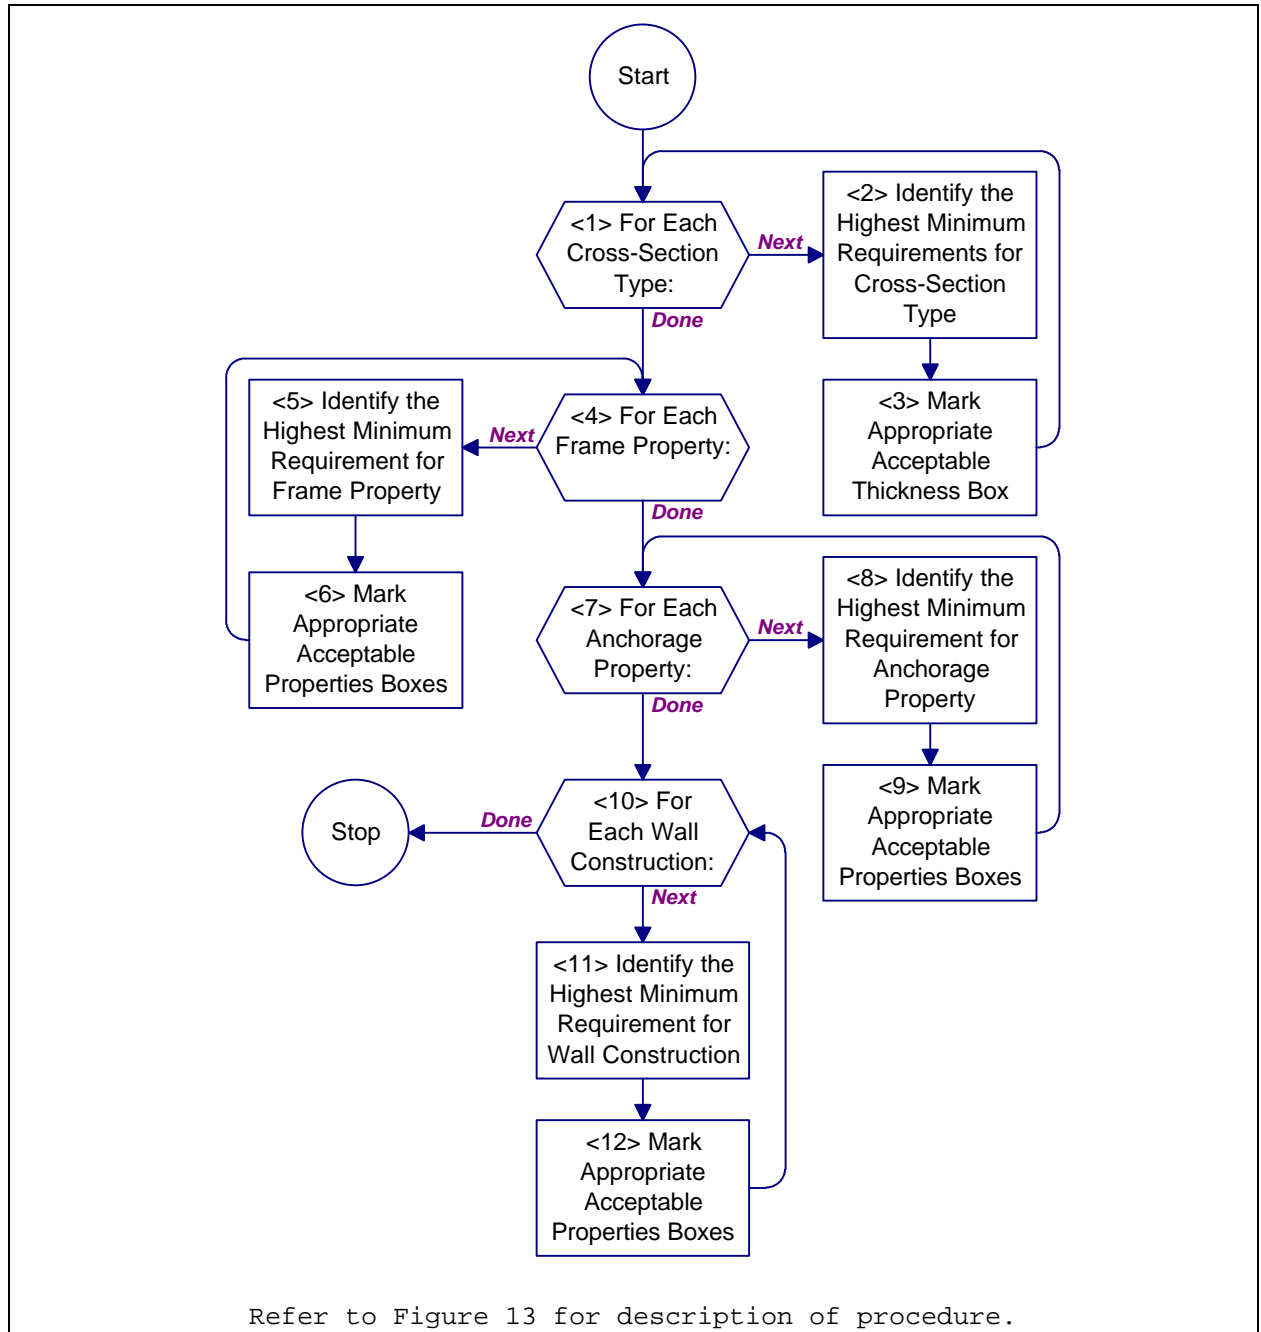 Start
<1> For Each
Cross-Section
Type:
Next
<2> Identify the
Highest Minimum
Requirements for
Cross-Section
Type
Done
<3> Mark
Appropriate
Acceptable
Thickness Box
<4> For Each
Frame Property:
Next
<5> Identify the
Highest Minimum
Requirement for
Frame Property
Done
<6> Mark
Appropriate
Acceptable
Properties Boxes
<7> For Each
Anchorage
Property:
Next
<8> Identify the
Highest Minimum
Requirement for
Anchorage
Property
Done
<9> Mark
Appropriate
Acceptable
Properties Boxes
<10> For
Each Wall
Construction:
Done
Stop
Next
<11> Identify the
Highest Minimum
Requirement for
Wall Construction
<12> Mark
Appropriate
Acceptable
Properties Boxes
Refer to Figure 13 for description of procedure.